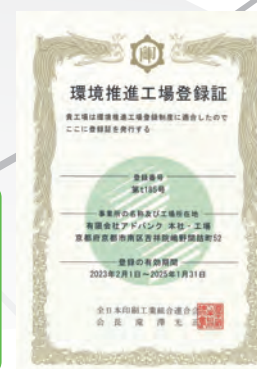 環境推進工場登録証
貴工場は環境推進工場登録制度に適合したので
ここに登録証を発行する
登録番号
第E185号
事業所の名称及び工場所在地
有限会社アドバンク 本社・工場
京都府京都市南区吉祥院嶋野間詰町52
登録の有効期間
2023年2月1日～2025年1月31日
全日本印刷工業組合連合会
会長 滝澤光正